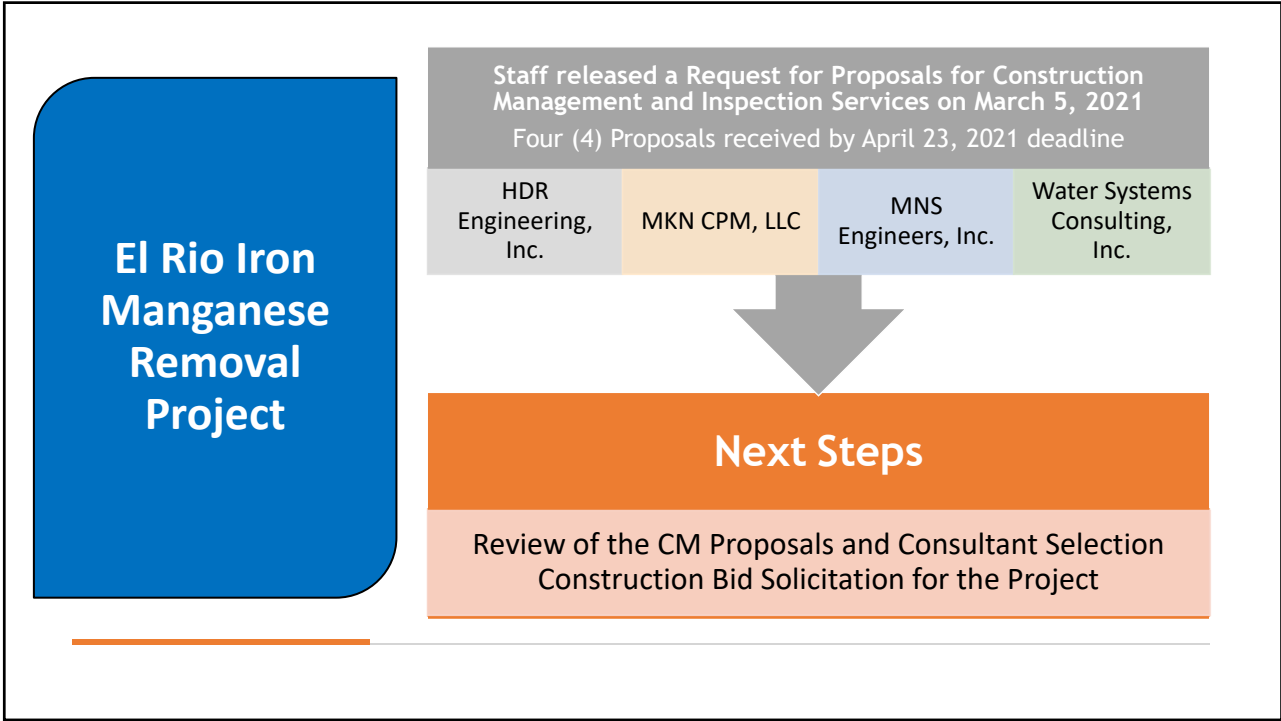 El Rio Iron
Manganese
Removal
Project
Staff released a Request for Proposals for Construction
Management and Inspection Services on March 5, 2021
Four (4) Proposals received by April 23, 2021 deadline
HDR
Engineering,
Inc.
MKN CPM, LLC
MNS
Engineers, Inc.
Water Systems
Consulting,
Inc.
Next Steps
Review of the CM Proposals and Consultant Selection
Construction Bid Solicitation for the Project